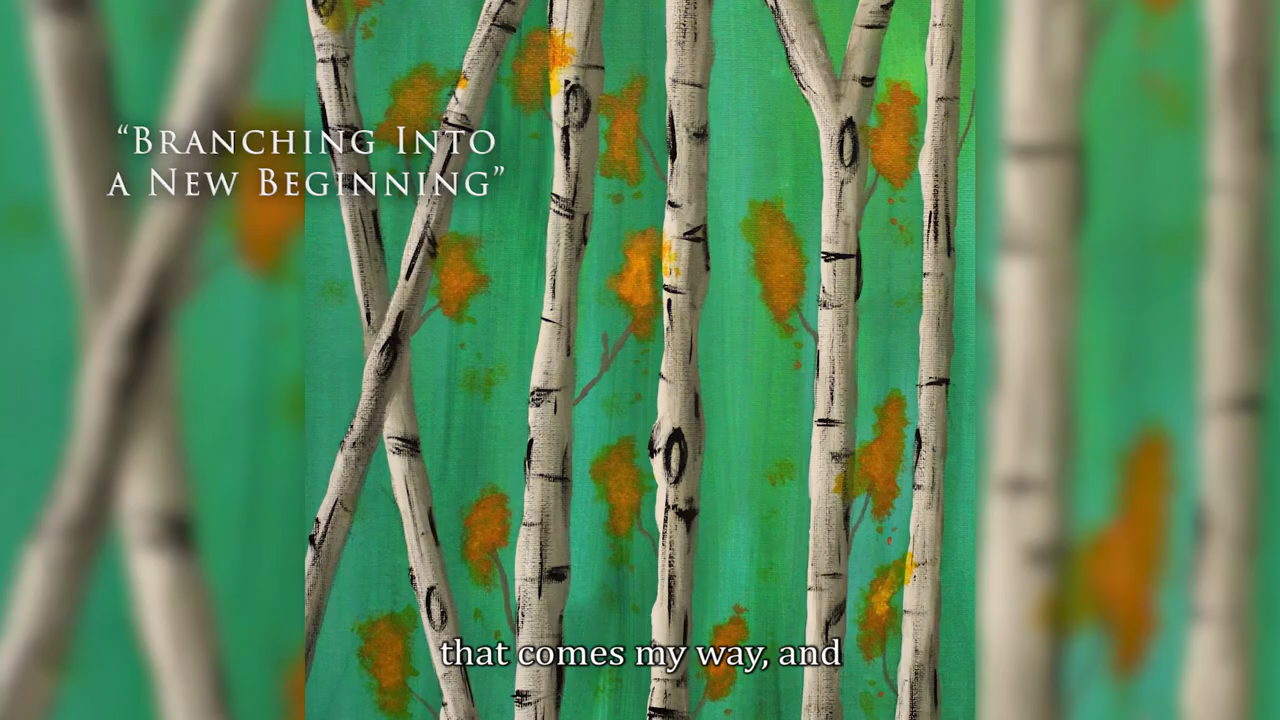 “Branching Into
a New Beginning”
that comes my way, and